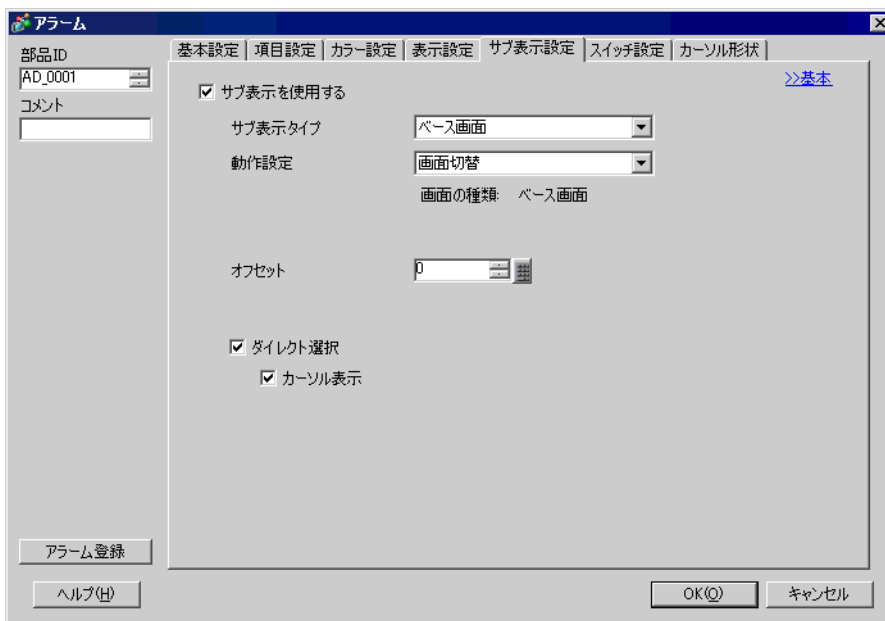 アラーム
部品ID
AD_0001
コメント
基本設定 項目設定 カラー設定 表示設定 サブ表示設定 スイッチ設定 カーソル形状
>>基本
サブ表示を使用する
サブ表示タイプ ベース画面
動作設定 画面切替
画面の種類: ベース画面
オフセット 0
ダイレクト選択
カーソル表示
アラーム登録
ヘルプ(H) OK(O) キャンセル